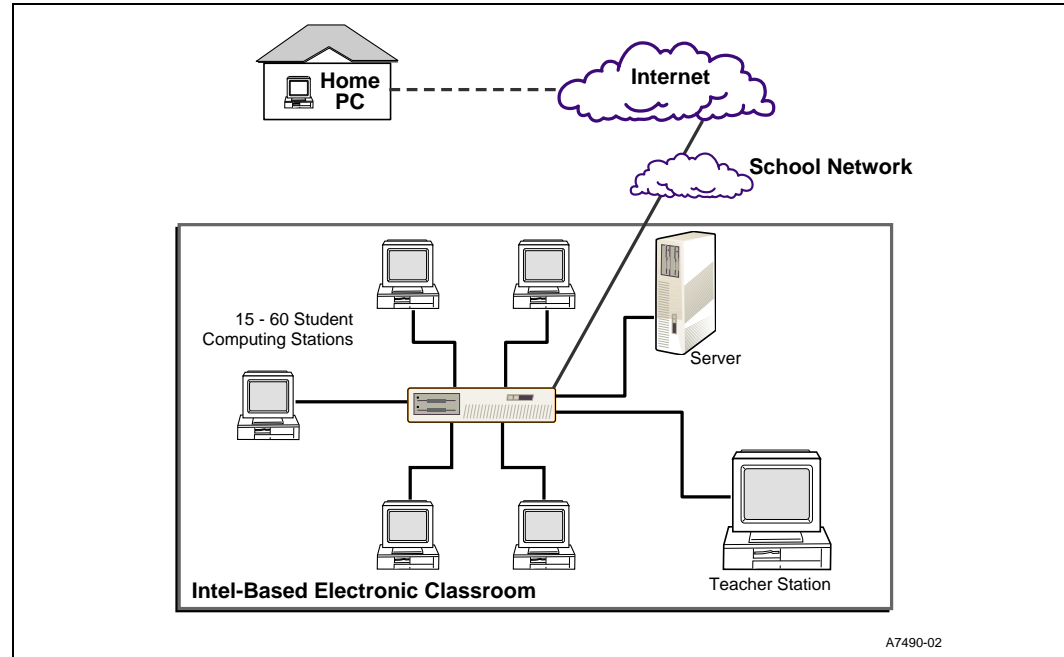 Home
PC
Internet
School Network
15 - 60 Student
Computing Stations
Server
Teacher Station
Intel-Based Electronic Classroom
A7490-02